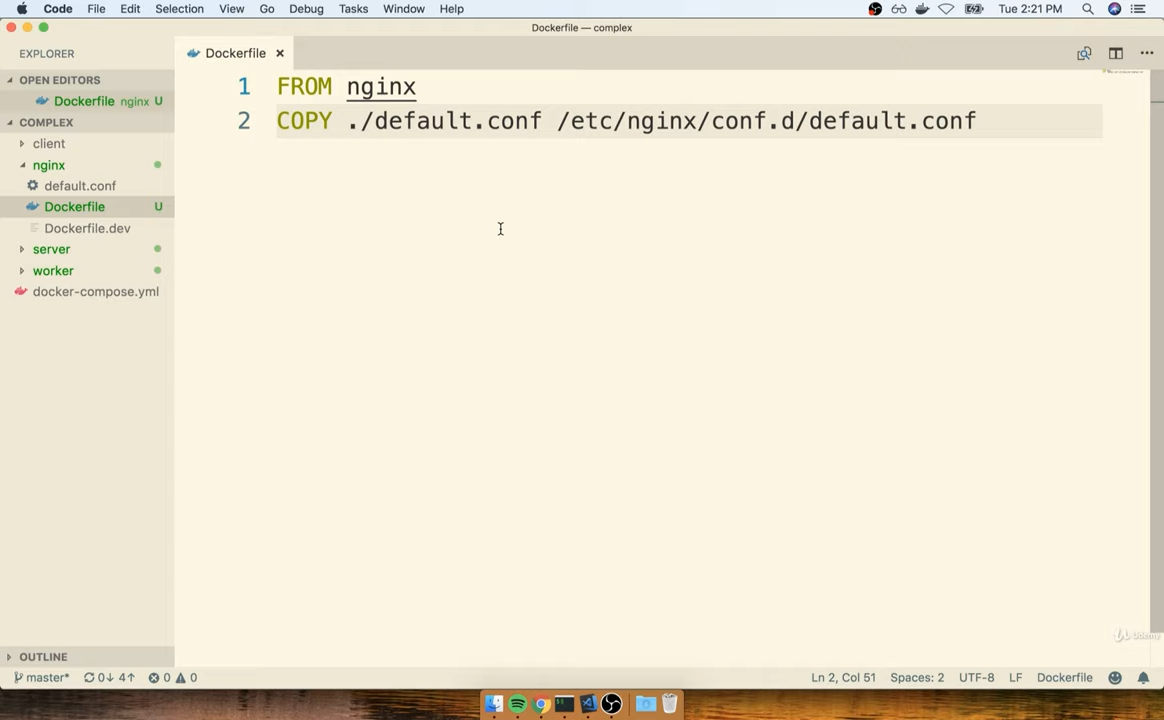 Code File Edit Selection View Go Debug Tasks Window Help Tue 2:21 PM
Dockerfile — complex
EXPLORER
Dockerfile
OPEN EDITORS
Dockerfile nginx U
COMPLEX
client
nginx
default.conf
Dockerfile U
Dockerfile.dev
server
worker
docker-compose.yml
1 FROM nginx
2 COPY ./default.conf /etc/nginx/conf.d/default.conf
Udemy
OUTLINE
master* 0↓ 4↑ 0 0 Ln 2, Col 51 Spaces: 2 UTF-8 LF Dockerfile